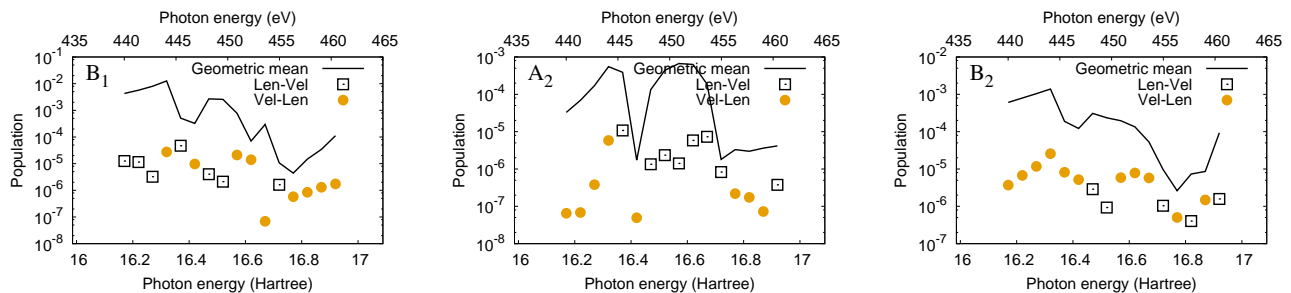 Photon energy (eV)
435 440 445 450 455 460 465
B1
Geometric mean
Len-Vel
Vel-Len
Population
10-1
10-2
10-3
10-4
10-5
10-6
10-7
10-8
16 16.2 16.4 16.6 16.8 17
Photon energy (Hartree)
Photon energy (eV)
435 440 445 450 455 460 465
A2
Geometric mean
Len-Vel
Vel-Len
Population
10-3
10-4
10-5
10-6
10-7
10-8
16 16.2 16.4 16.6 16.8 17
Photon energy (Hartree)
Photon energy (eV)
435 440 445 450 455 460 465
B2
Geometric mean
Len-Vel
Vel-Len
Population
10-2
10-3
10-4
10-5
10-6
10-7
16 16.2 16.4 16.6 16.8 17
Photon energy (Hartree)